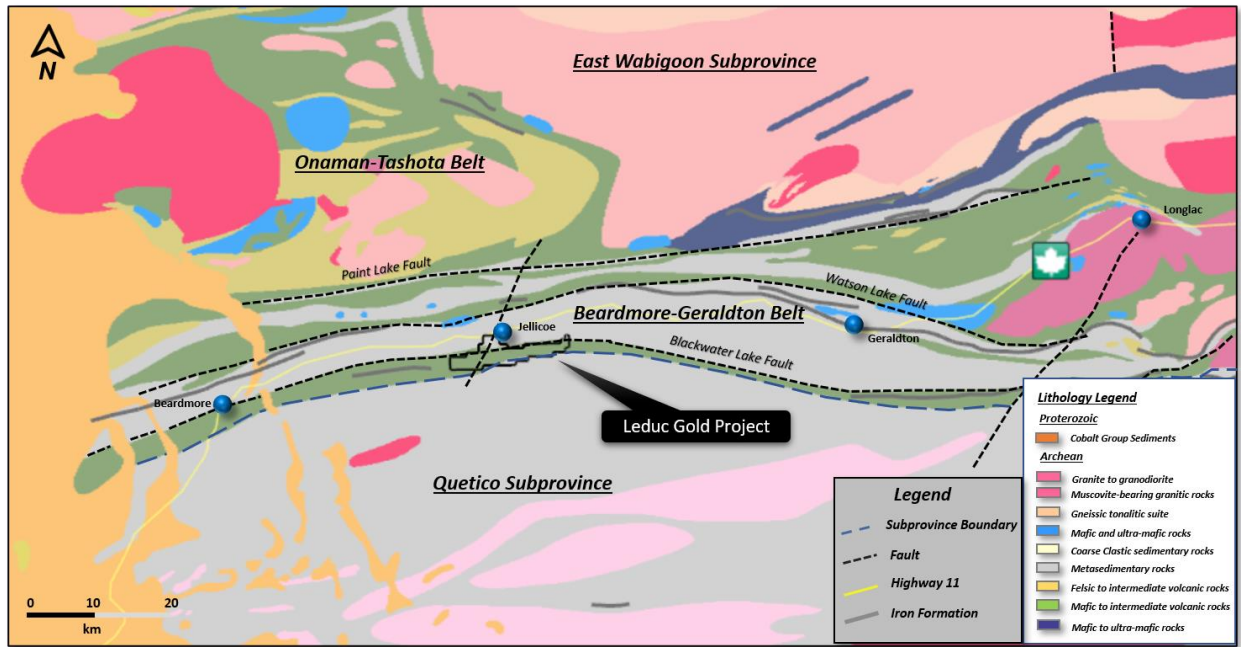 N
East Wabigoon Subprovince
Onaman-Tashota Belt
Longlac
Paint Lake Fault
Watson Lake Fault
Beardmore-Geraldton Belt
Jellicoe
Geraldton
Blackwater Lake Fault
Beardmore
Leduc Gold Project
Quetico Subprovince
0 10 20
km
Legend
Subprovince Boundary
Fault
Highway 11
Iron Formation
Lithology Legend
Proterozoic
Cobalt Group Sediments
Archean
Granite to granodiorite
Muscovite-bearing granitic rocks
Gneissic tonalitic suite
Mafic and ultra-mafic rocks
Coarse Clastic sedimentary rocks
Metasedimentary rocks
Felsic to intermediate volcanic rocks
Mafic to intermediate volcanic rocks
Mafic to ultra-mafic rocks